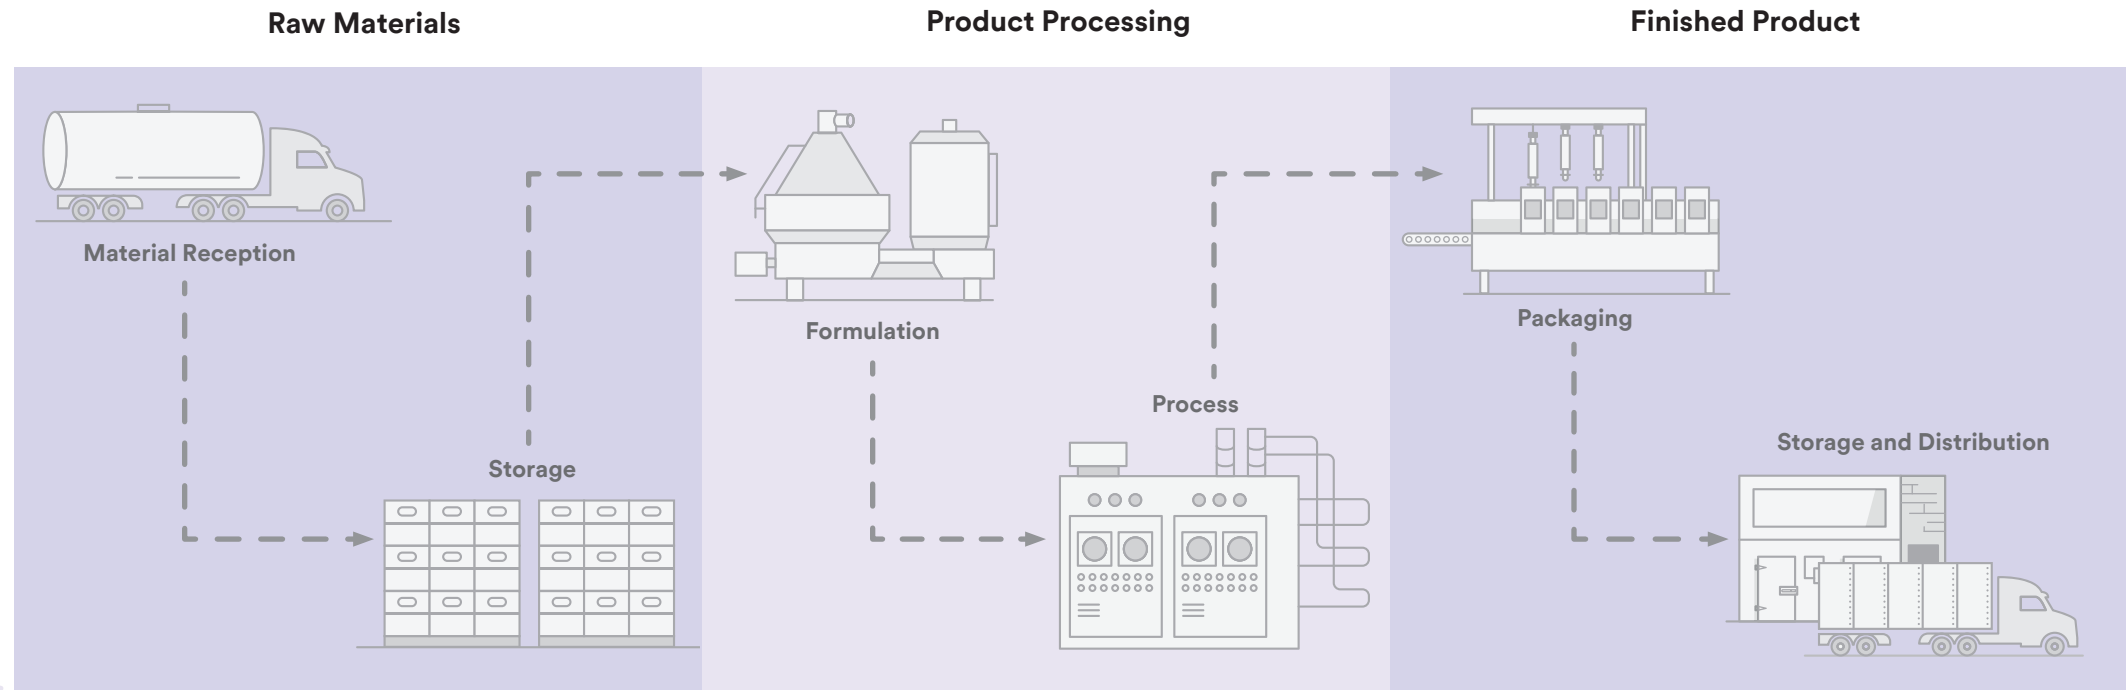 Raw Materials
Product Processing
Finished Product
Material Reception
Storage
Formulation
Process
Packaging
Storage and Distribution